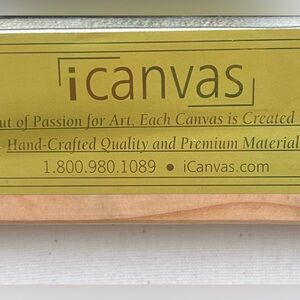 icanvas
ut of Passion for Art, Each Canvas is Created
Hand-Crafted Quality and Premium Material
1.800.980.1089 • iCanvas.com